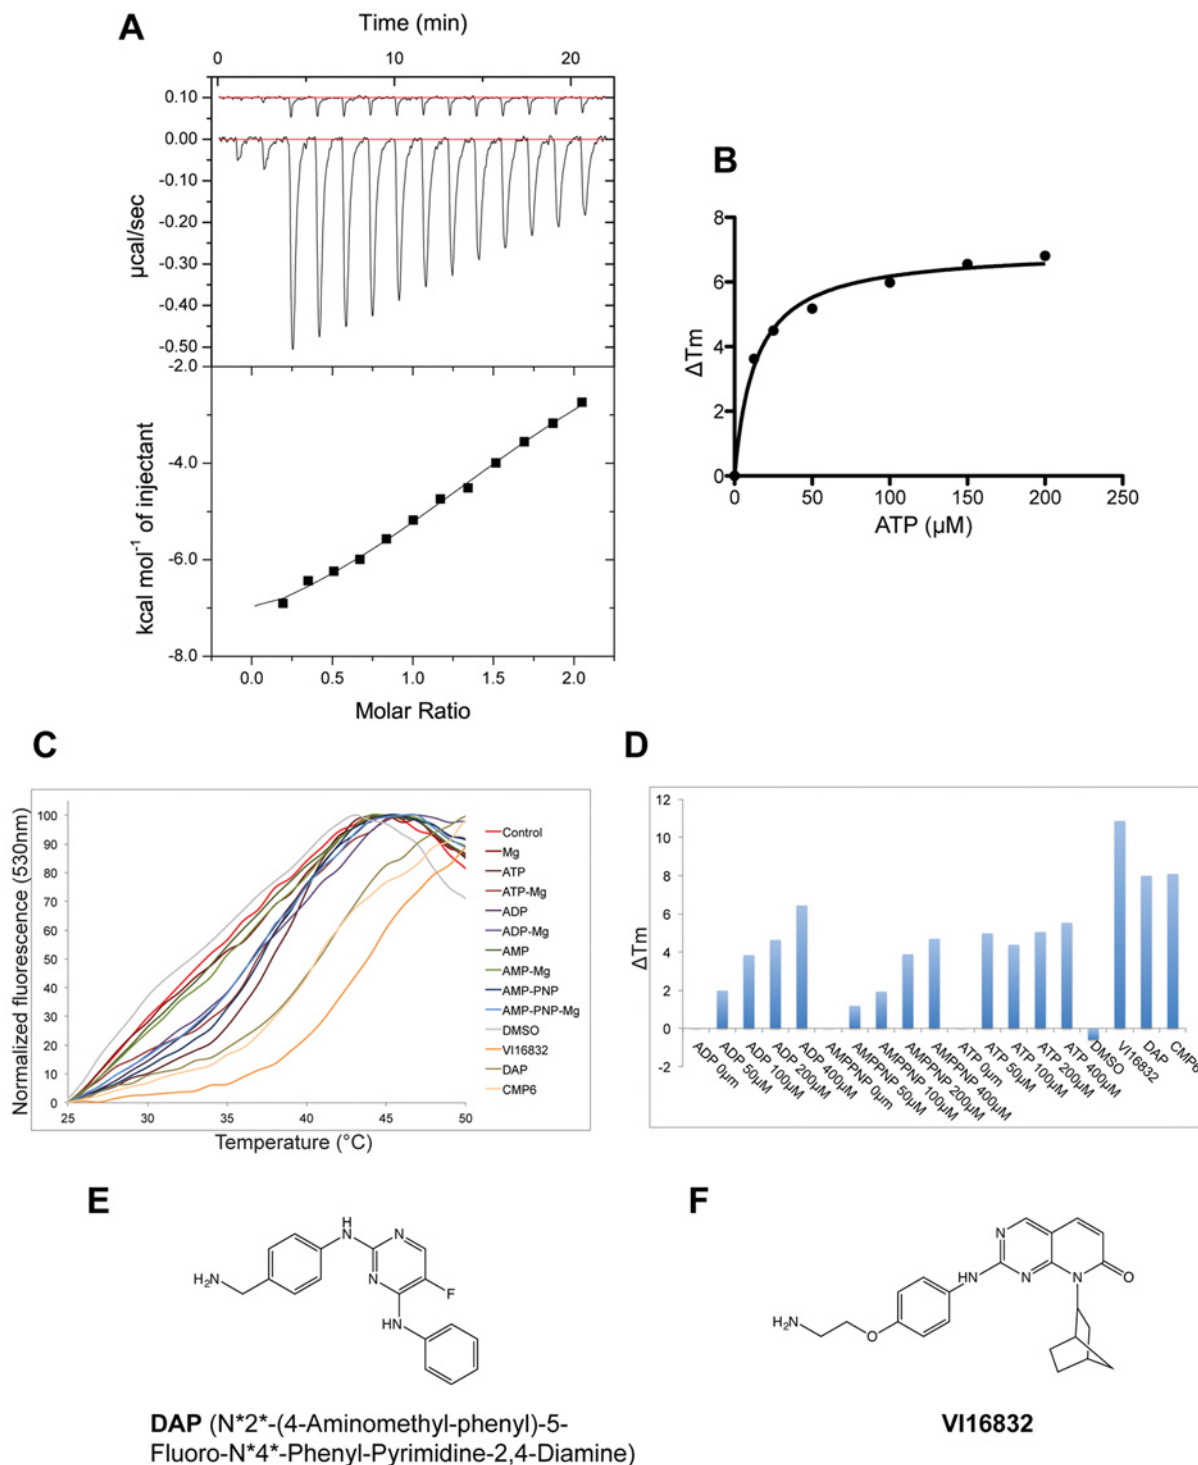 A
Time (min)
0 10 20
0.10
0.00
-0.10
-0.20
-0.30
-0.40
-0.50
µcal/sec
-2.0
-4.0
-6.0
-8.0
kcal mol⁻¹ of injectant
0.0 0.5 1.0 1.5 2.0
Molar Ratio
B
8
6
4
2
0
ΔTm
0 50 100 150 200 250
ATP (µM)
C
Normalized fluorescence (530nm)
100
90
80
70
60
50
40
30
20
10
0
25 30 35 40 45 50
Temperature (°C)
Control
Mg
ATP
ATP-Mg
ADP
ADP-Mg
AMP
AMP-Mg
AMP-PNP
AMP-PNP-Mg
DMSO
VI16832
DAP
CMP6
D
12
10
8
6
4
2
0
-2
ΔTm
ADP 0µm
ADP 50µM
ADP 100µM
ADP 200µM
ADP 400µM
AMPPNP 0µm
AMPPNP 50µM
AMPPNP 100µM
AMPPNP 200µM
AMPPNP 400µM
ATP 0µm
ATP 50µM
ATP 100µM
ATP 200µM
ATP 400µM
DMSO
VI16832
DAP
CMP6
E
H
N
N
H₂N
N
F
HN
DAP (N*2*-(4-Aminomethyl-phenyl)-5-
Fluoro-N*4*-Phenyl-Pyrimidine-2,4-Diamine)
F
N
HN
N
N
O
H₂N
O
VI16832